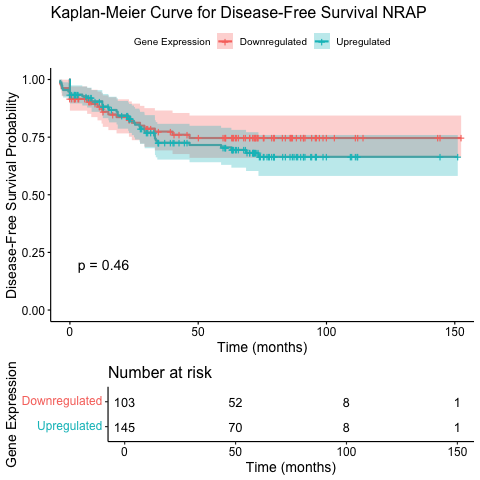 Kaplan-Meier Curve for Disease-Free Survival NRAP
Gene Expression Downregulated Upregulated
Disease-Free Survival Probability
1.00
0.75
0.50
0.25
0.00
p = 0.46
0 50 100 150
Time (months)
Number at risk
Gene Expression
Downregulated 103 52 8 1
Upregulated 145 70 8 1
0 50 100 150
Time (months)